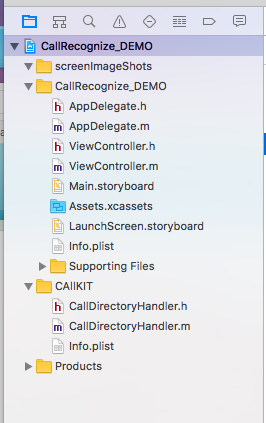 CallRecognize_DEMO
screenImageShots
CallRecognize_DEMO
h AppDelegate.h
m AppDelegate.m
h ViewController.h
m ViewController.m
Main.storyboard
Assets.xcassets
LaunchScreen.storyboard
Info.plist
Supporting Files
CAllKIT
h CallDirectoryHandler.h
m CallDirectoryHandler.m
Info.plist
Products